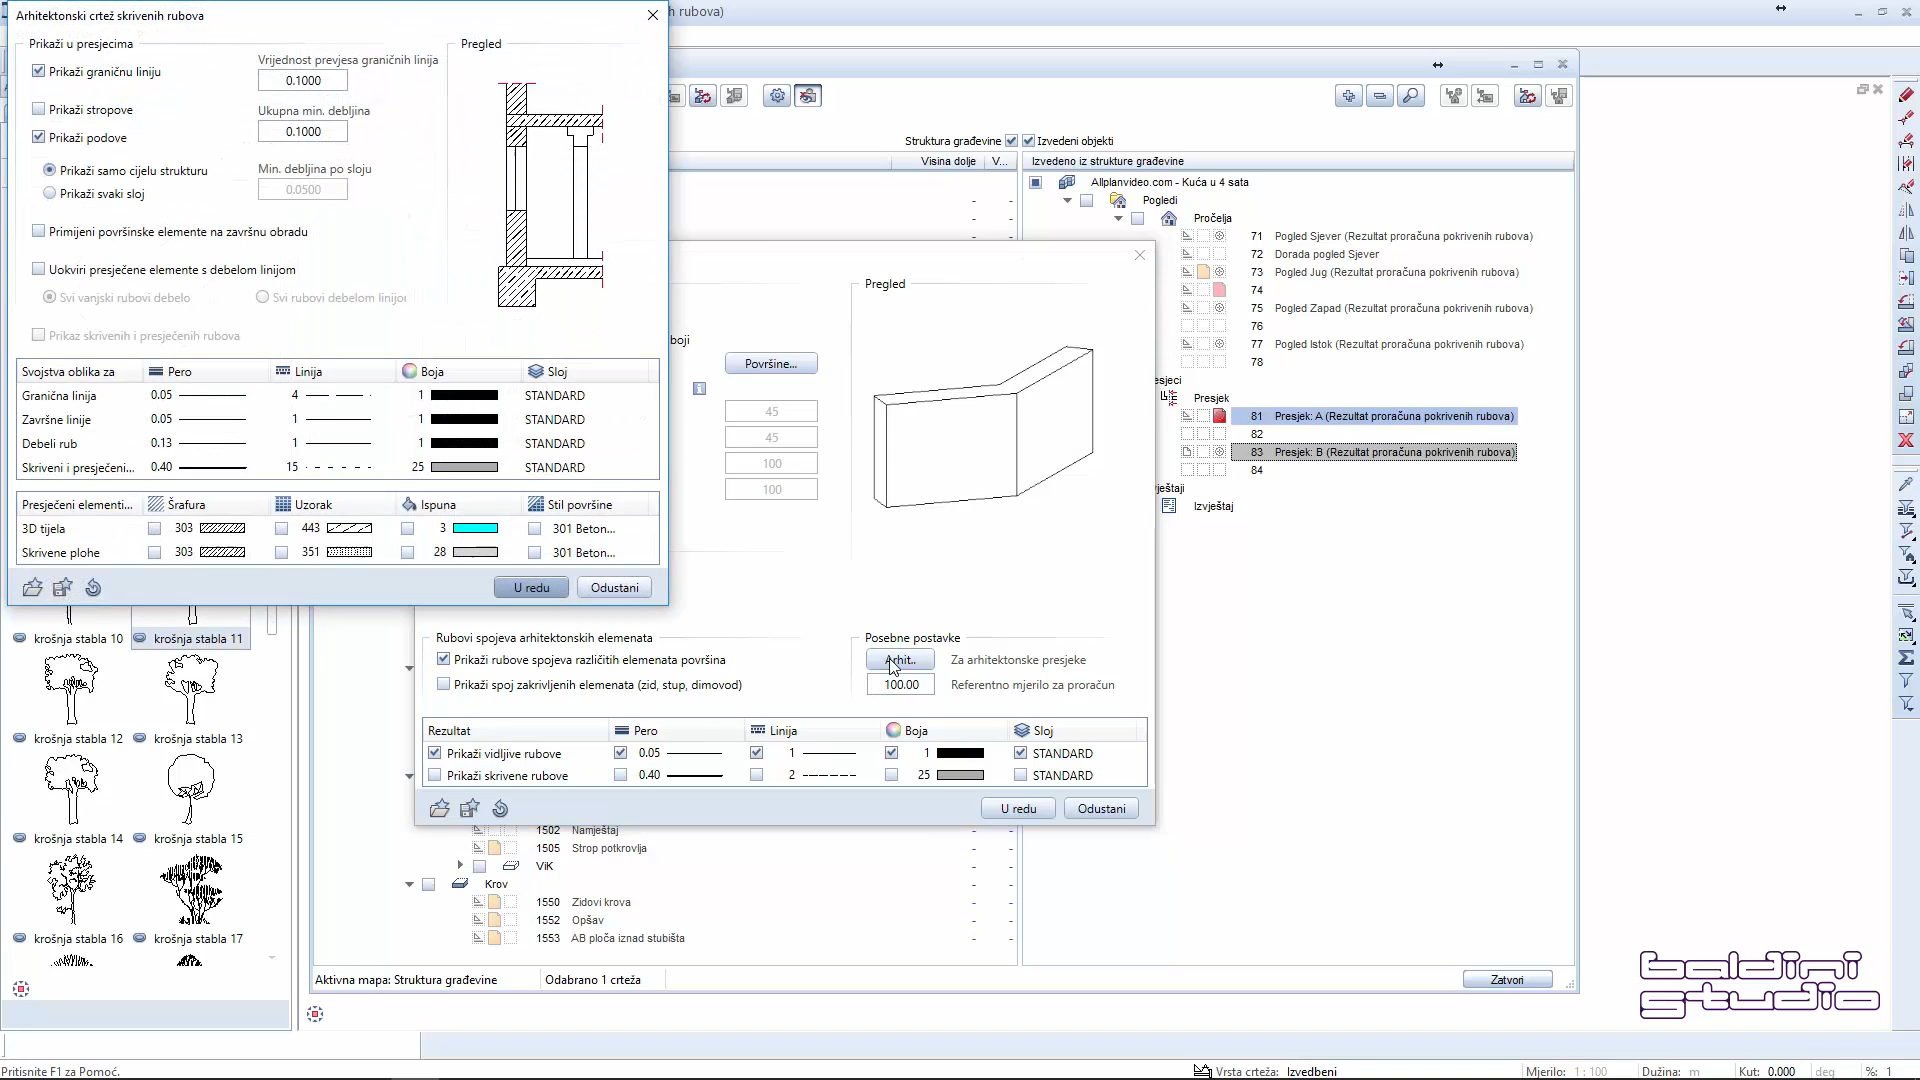 Arhitektonski crtež skrivenih rubova
h rubova)
Prikaži u presjecima
Prikaži graničnu liniju
Vrijednost prevjesa graničnih linija
0.1000
Prikaži stropove
Ukupna min. debljina
Prikaži podove
0.1000
Prikaži samo cijelu strukturu
Min. debljina po sloju
Prikaži svaki sloj
0.0500
Primijeni površinske elemente na završnu obradu
Uokviri presječene elemente s debelom linijom
Svi vanjski rubovi debelo
Svi rubovi debelom linijor
Prikaz skrivenih i presječenih rubova
Pregled
Svojstva oblika za Pero Linija Boja Sloj
Granična linija 0.05 4 1 STANDARD
Završne linije 0.05 1 1 STANDARD
Debeli rub 0.13 1 1 STANDARD
Skriveni i presječeni... 0.40 15 25 STANDARD
Presječeni elementi... Šrafura Uzorak Ispuna Stil površine
3D tijela 303 443 3 301 Beton...
Skrivene plohe 303 351 28 301 Beton...
U redu Odustani
krošnja stabla 10 krošnja stabla 11
krošnja stabla 12 krošnja stabla 13
krošnja stabla 14 krošnja stabla 15
krošnja stabla 16 krošnja stabla 17
Struktura građevine Izvedeni objekti
Visina dolje V... Izvedeno iz strukture građevine
Allplanvideo.com - Kuća u 4 sata
Pogledi
Pročelja
71 Pogled Sjever (Rezultat proračuna pokrivenih rubova)
72 Dorada pogled Sjever
73 Pogled Jug (Rezultat proračuna pokrivenih rubova)
74
75 Pogled Zapad (Rezultat proračuna pokrivenih rubova)
76
77 Pogled Istok (Rezultat proračuna pokrivenih rubova)
78
esjeci
Presjek
81 Presjek: A (Rezultat proračuna pokrivenih rubova)
82
83 Presjek: B (Rezultat proračuna pokrivenih rubova)
84
ještaji
Izvještaj
Pregled
boji
Površine...
45
45
100
100
Rubovi spojeva arhitektonskih elemenata
Prikaži rubove spojeva različitih elemenata površina
Prikaži spoj zakrivljenih elemenata (zid, stup, dimovod)
Posebne postavke
Arhit.. Za arhitektonske presjeke
100.00 Referentno mjerilo za proračun
Rezultat Pero Linija Boja Sloj
Prikaži vidljive rubove 0.05 1 1 STANDARD
Prikaži skrivene rubove 0.40 2 25 STANDARD
U redu Odustani
1502 Namještaj
1505 Strop potkrovlja
ViK
Krov
1550 Zidovi krova
1552 Opšav
1553 AB ploča iznad stubišta
Aktivna mapa: Struktura građevine Odabrano 1 crteža
Zatvori
baldini
studio
Pritisnite F1 za Pomoć.
Vrsta crteža: Izvedbeni Mjerilo: 1 : 100 Dužina: m Kut: 0.000 deg %: 1